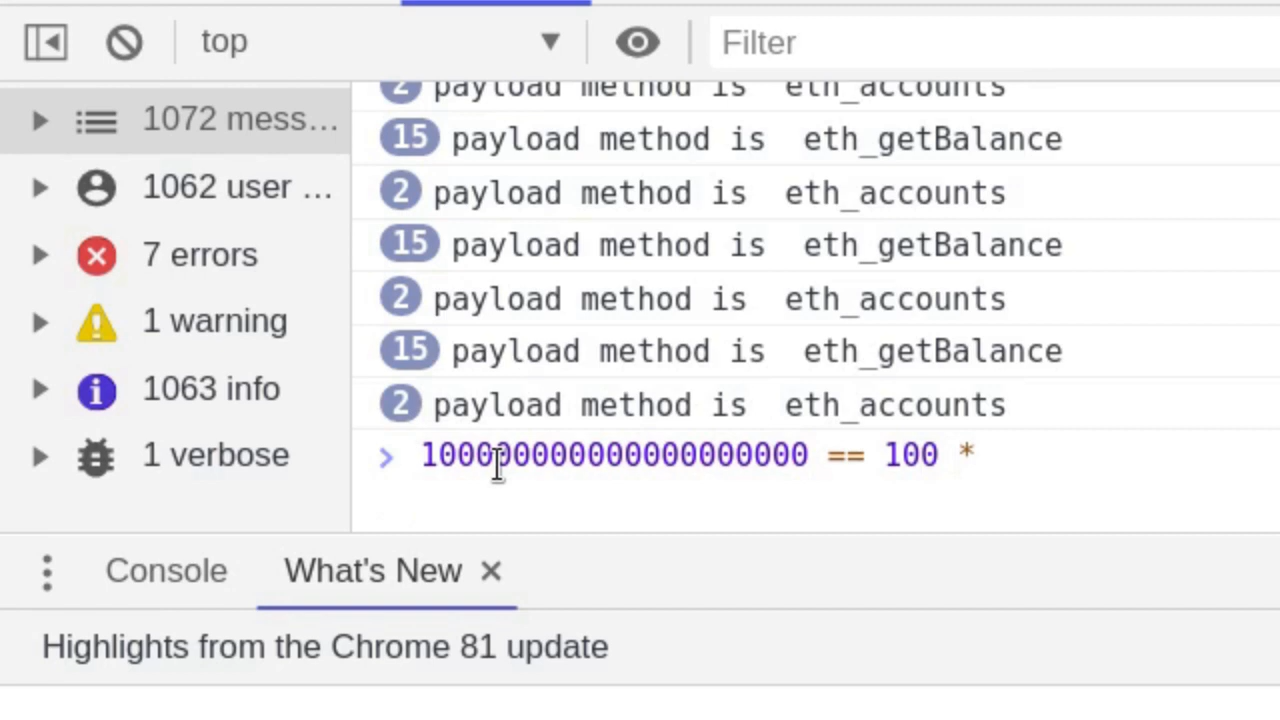 top
Filter
1072 mess…
1062 user …
7 errors
1 warning
1063 info
1 verbose
2 payload method is  eth_accounts
15 payload method is  eth_getBalance
2 payload method is  eth_accounts
15 payload method is  eth_getBalance
2 payload method is  eth_accounts
15 payload method is  eth_getBalance
2 payload method is  eth_accounts
> 100000000000000000000 == 100 *
Console
What's New ×
Highlights from the Chrome 81 update